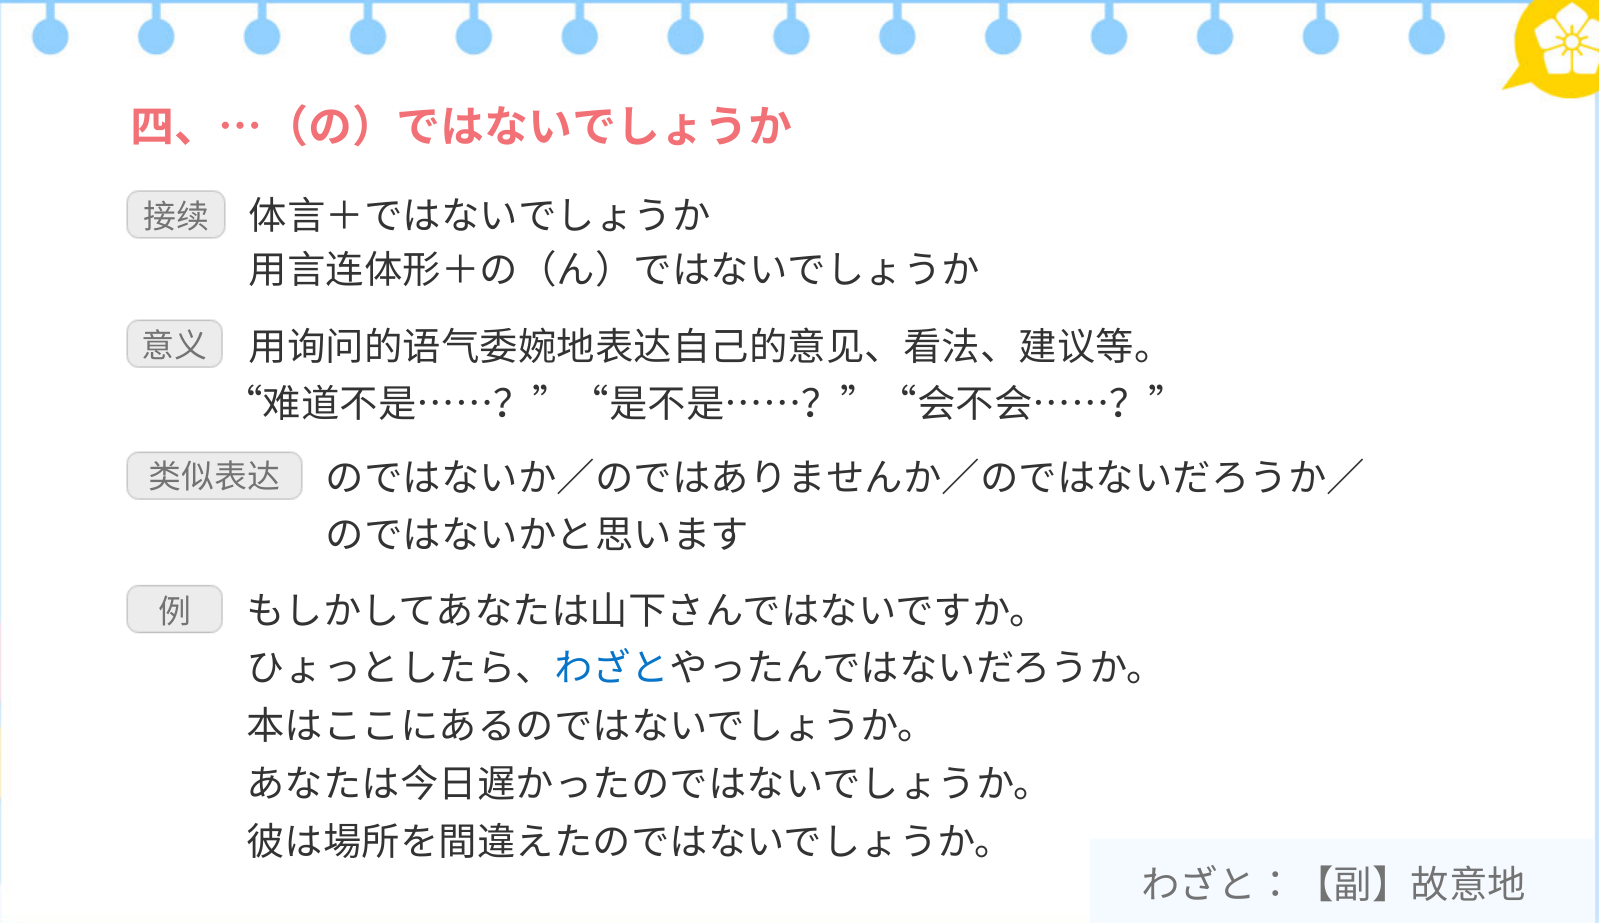 四、…（の）ではないでしょうか
接续 体言＋ではないでしょうか
用言连体形＋の（ん）ではないでしょうか
意义 用询问的语气委婉地表达自己的意见、看法、建议等。
“难道不是……？” “是不是……？” “会不会……？”
类似表达 のではないか／のではありませんか／のではないだろうか／
のではないかと思います
例 もしかしてあなたは山下さんではないですか。
ひょっとしたら、わざとやったんではないだろうか。
本はここにあるのではないでしょうか。
あなたは今日遅かったのではないでしょうか。
彼は場所を間違えたのではないでしょうか。
わざと：【副】故意地